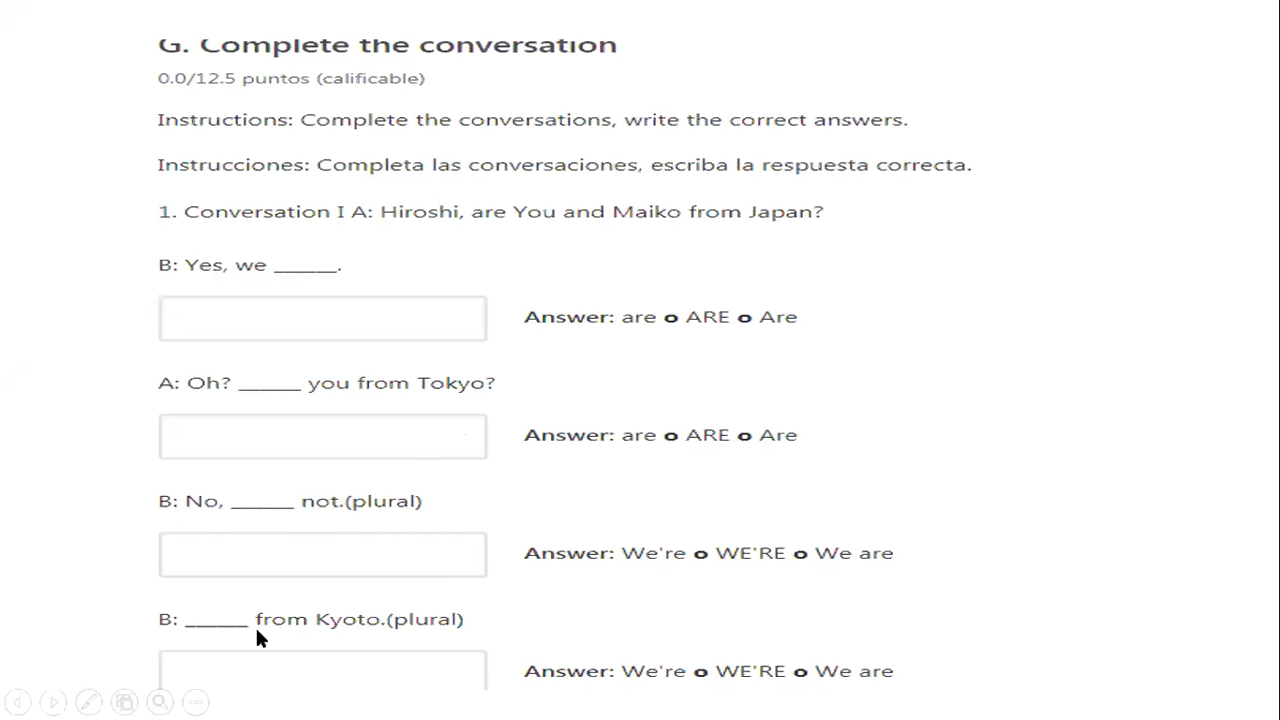 G. Complete the conversation
0.0/12.5 puntos (calificable)
Instructions: Complete the conversations, write the correct answers.
Instrucciones: Completa las conversaciones, escriba la respuesta correcta.
1. Conversation I A: Hiroshi, are You and Maiko from Japan?
B: Yes, we ______.
Answer: are o ARE o Are
A: Oh? ______ you from Tokyo?
Answer: are o ARE o Are
B: No, ______ not.(plural)
Answer: We're o WE'RE o We are
B: ______ from Kyoto.(plural)
Answer: We're o WE'RE o We are